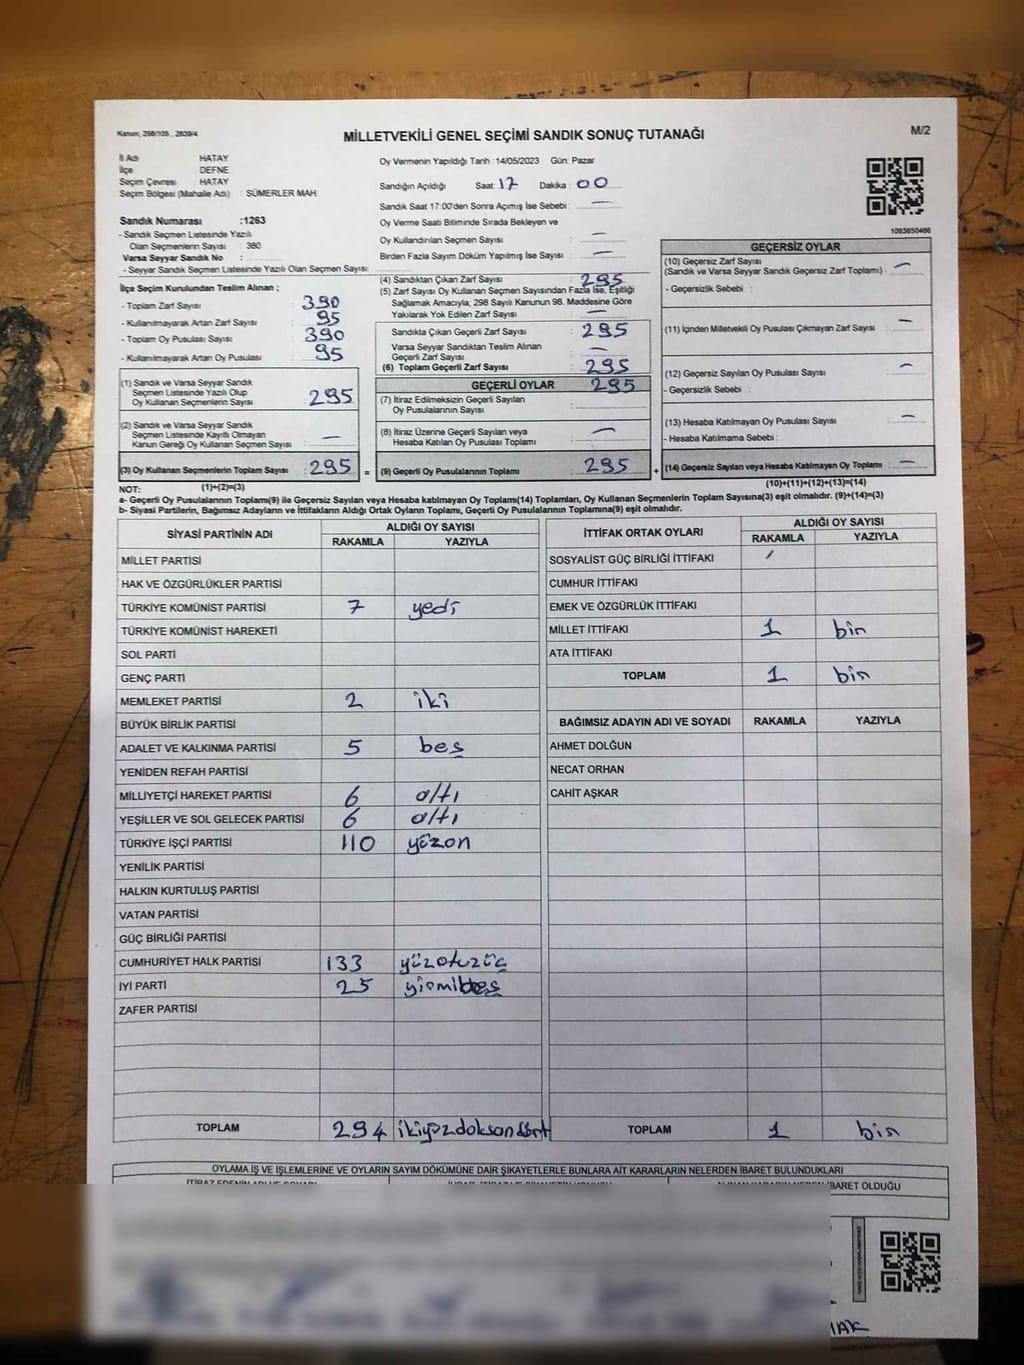 Kanun; 298/105 , 2839/4
MİLLETVEKİLİ GENEL SEÇİMİ SANDIK SONUÇ TUTANAĞI
M/2
İl Adı HATAY
İlçe DEFNE
Seçim Çevresi : HATAY
Seçim Bölgesi (Mahalle Adı) : SÜMERLER MAH.
Sandık Numarası :1263
- Sandık Seçmen Listesinde Yazılı
Olan Seçmenlerin Sayısı : 380
Varsa Seyyar Sandık No :
- Seyyar Sandık Seçmen Listesinde Yazılı Olan Seçmen Sayısı:
İlçe Seçim Kurulundan Teslim Alınan ;
- Toplam Zarf Sayısı : 390
- Kullanılmayarak Artan Zarf Sayısı : 95
- Toplam Oy Pusulası Sayısı : 390
- Kullanılmayarak Artan Oy Pusulası : 95
(1) Sandık ve Varsa Seyyar Sandık
Seçmen Listesinde Yazılı Olup
Oy Kullanan Seçmenlerin Sayısı : 295
(2) Sandık ve Varsa Seyyar Sandık
Seçmen Listesinde Kayıtlı Olmayan
Kanun Gereği Oy Kullanan Seçmen Sayısı : —
(3) Oy Kullanan Seçmenlerin Toplam Sayısı : 295 =
Oy Vermenin Yapıldığı Tarih : 14/05/2023 Gün: Pazar
Sandığın Açıldığı Saat : 17 Dakika : 00
Sandık Saat 17:00'den Sonra Açımış İse Sebebi : —
Oy Verme Saati Bitiminde Sırada Bekleyen ve
Oy Kullandırılan Seçmen Sayısı : —
Birden Fazla Sayım Döküm Yapılmış İse Sayısı : —
(4) Sandıktan Çıkan Zarf Sayısı : 295
(5) Zarf Sayısı Oy Kullanan Seçmen Sayısından Fazla İse, Eşitliği
Sağlamak Amacıyla; 298 Sayılı Kanunun 98. Maddesine Göre
Yakılarak Yok Edilen Zarf Sayısı : —
Sandıkta Çıkan Geçerli Zarf Sayısı : 295
Varsa Seyyar Sandıktan Teslim Alınan
Geçerli Zarf Sayısı : —
(6) Toplam Geçerli Zarf Sayısı : 295
GEÇERLİ OYLAR 295
(7) İtiraz Edilmeksizin Geçerli Sayılan
Oy Pusulalarının Sayısı :
(8) İtiraz Üzerine Geçerli Sayılan veya
Hesaba Katılan Oy Pusulası Toplamı : —
(9) Geçerli Oy Pusulalarının Toplamı : 295 +
1083650466
GEÇERSİZ OYLAR
(10) Geçersiz Zarf Sayısı
(Sandık ve Varsa Seyyar Sandık Geçersiz Zarf Toplamı) : —
- Geçersizlik Sebebi :
(11) İçinden Milletvekili Oy Pusulası Çıkmayan Zarf Sayısı : —
(12) Geçersiz Sayılan Oy Pusulası Sayısı : —
- Geçersizlik Sebebi :
(13) Hesaba Katılmayan Oy Pusulası Sayısı : —
- Hesaba Katılmama Sebebi :
(14) Geçersiz Sayılan veya Hesaba Katılmayan Oy Toplamı : —
NOT: (1)+(2)=(3) (10)+(11)+(12)+(13)=(14)
a- Geçerli Oy Pusulalarının Toplamı(9) ile Geçersiz Sayılan veya Hesaba katılmayan Oy Toplamı(14) Toplamları, Oy Kullanan Seçmenlerin Toplam Sayısına(3) eşit olmalıdır. (9)+(14)=(3)
b- Siyasi Partilerin, Bağımsız Adayların ve İttifakların Aldığı Ortak Oyların Toplamı, Geçerli Oy Pusulalarının Toplamına(9) eşit olmalıdır.
SİYASİ PARTİNİN ADI ALDIĞI OY SAYISI
RAKAMLA YAZIYLA
MİLLET PARTİSİ
HAK VE ÖZGÜRLÜKLER PARTİSİ
TÜRKİYE KOMÜNİST PARTİSİ 7 yedi
TÜRKİYE KOMÜNİST HAREKETİ
SOL PARTİ
GENÇ PARTİ
MEMLEKET PARTİSİ 2 iki
BÜYÜK BİRLİK PARTİSİ
ADALET VE KALKINMA PARTİSİ 5 beş
YENİDEN REFAH PARTİSİ
MİLLİYETÇİ HAREKET PARTİSİ 6 altı
YEŞİLLER VE SOL GELECEK PARTİSİ 6 altı
TÜRKİYE İŞÇİ PARTİSİ 110 yüzon
YENİLİK PARTİSİ
HALKIN KURTULUŞ PARTİSİ
VATAN PARTİSİ
GÜÇ BİRLİĞİ PARTİSİ
CUMHURİYET HALK PARTİSİ 133 yüzotuzüç
İYİ PARTİ 25 yirmibeş
ZAFER PARTİSİ
TOPLAM 294 ikiyüzdoksandört
İTTİFAK ORTAK OYLARI ALDIĞI OY SAYISI
RAKAMLA YAZIYLA
SOSYALİST GÜÇ BİRLİĞİ İTTİFAKI
CUMHUR İTTİFAKI
EMEK VE ÖZGÜRLÜK İTTİFAKI
MİLLET İTTİFAKI 1 bir
ATA İTTİFAKI
TOPLAM 1 bir
BAĞIMSIZ ADAYIN ADI VE SOYADI RAKAMLA YAZIYLA
AHMET DOLĞUN
NECAT ORHAN
CAHİT AŞKAR
TOPLAM 1 bir
OYLAMA İŞ VE İŞLEMLERİNE VE OYLARIN SAYIM DÖKÜMÜNE DAİR ŞİKAYETLERLE BUNLARA AİT KARARLARIN NELERDEN İBARET BULUNDUKLARI
İBARET OLDUĞU